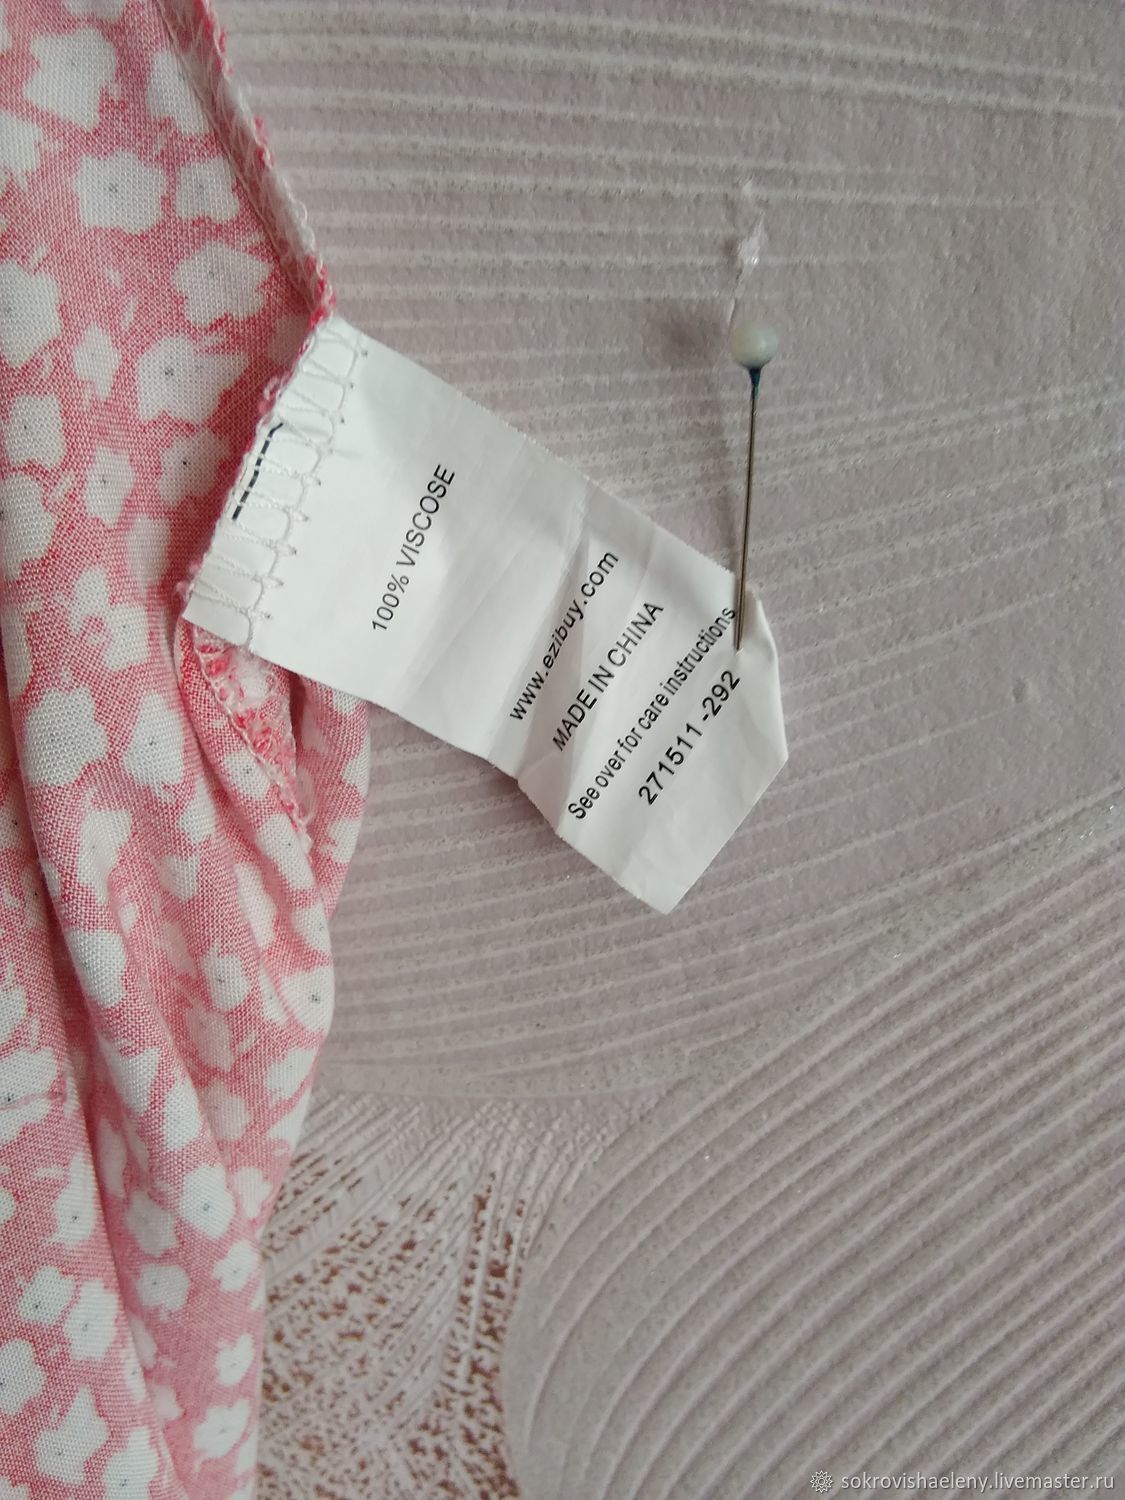 100% VISCOSE
www.ezibuy.com
MADE IN CHINA
See over for care instructions
271511 -292
sokrovishaeleny.livemaster.ru